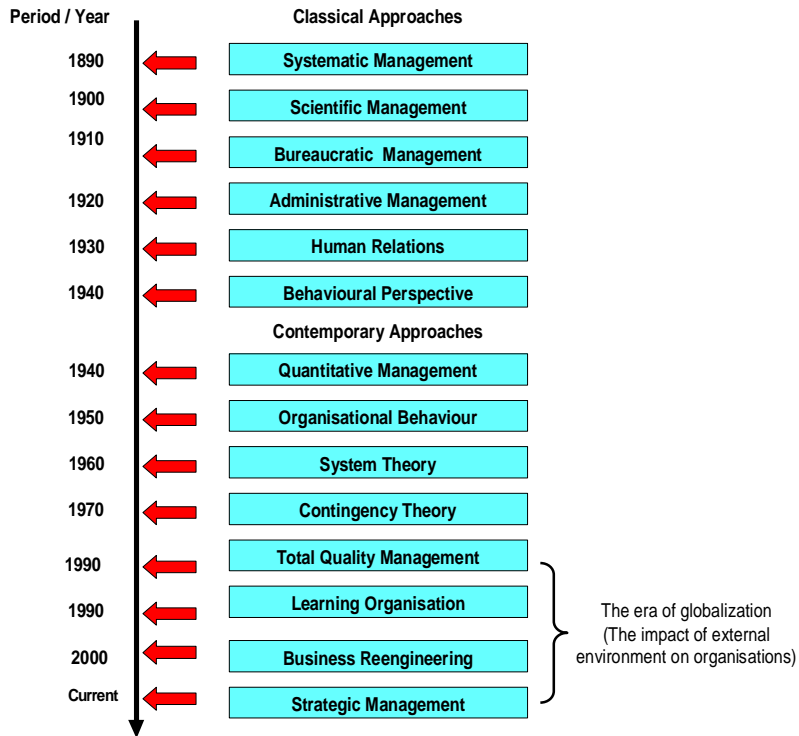 Period / Year Classical Approaches
1890 Systematic Management
1900 Scientific Management
1910 Bureaucratic Management
1920 Administrative Management
1930 Human Relations
1940 Behavioural Perspective
Contemporary Approaches
1940 Quantitative Management
1950 Organisational Behaviour
1960 System Theory
1970 Contingency Theory
1990 Total Quality Management
1990 Learning Organisation
2000 Business Reengineering
Current Strategic Management
The era of globalization
(The impact of external
environment on organisations)